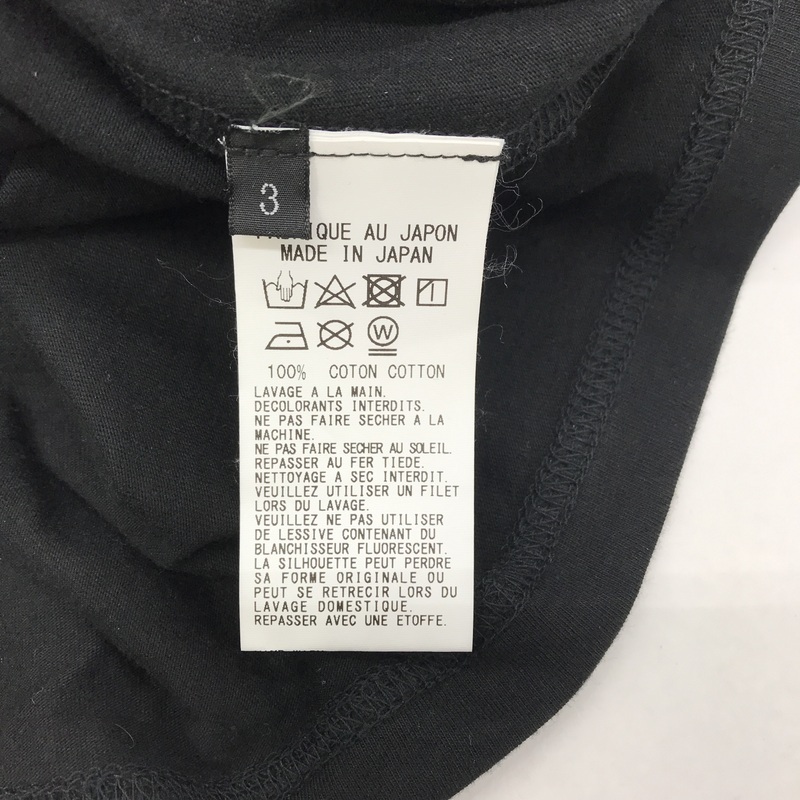 3
AU JAPON
MADE IN JAPAN
W
100% COTON COTTON
LAVAGE A LA MAIN.
DECOLORANTS INTERDITS.
NE PAS FAIRE SECHER A LA
MACHINE.
NE PAS FAIRE SECHER AU SOLEIL.
REPASSER AU FER TIEDE.
NETTOYAGE A SEC INTERDIT.
VEUILLEZ UTILISER UN FILET
LORS DU LAVAGE.
VEUILLEZ NE PAS UTILISER
DE LESSIVE CONTENANT DU
BLANCHISSEUR FLUORESCENT.
LA SILHOUETTE PEUT PERDRE
SA FORME ORIGINALE OU
PEUT SE RETRECIR LORS DU
LAVAGE DOMESTIQUE.
REPASSER AVEC UNE ETOFFE.